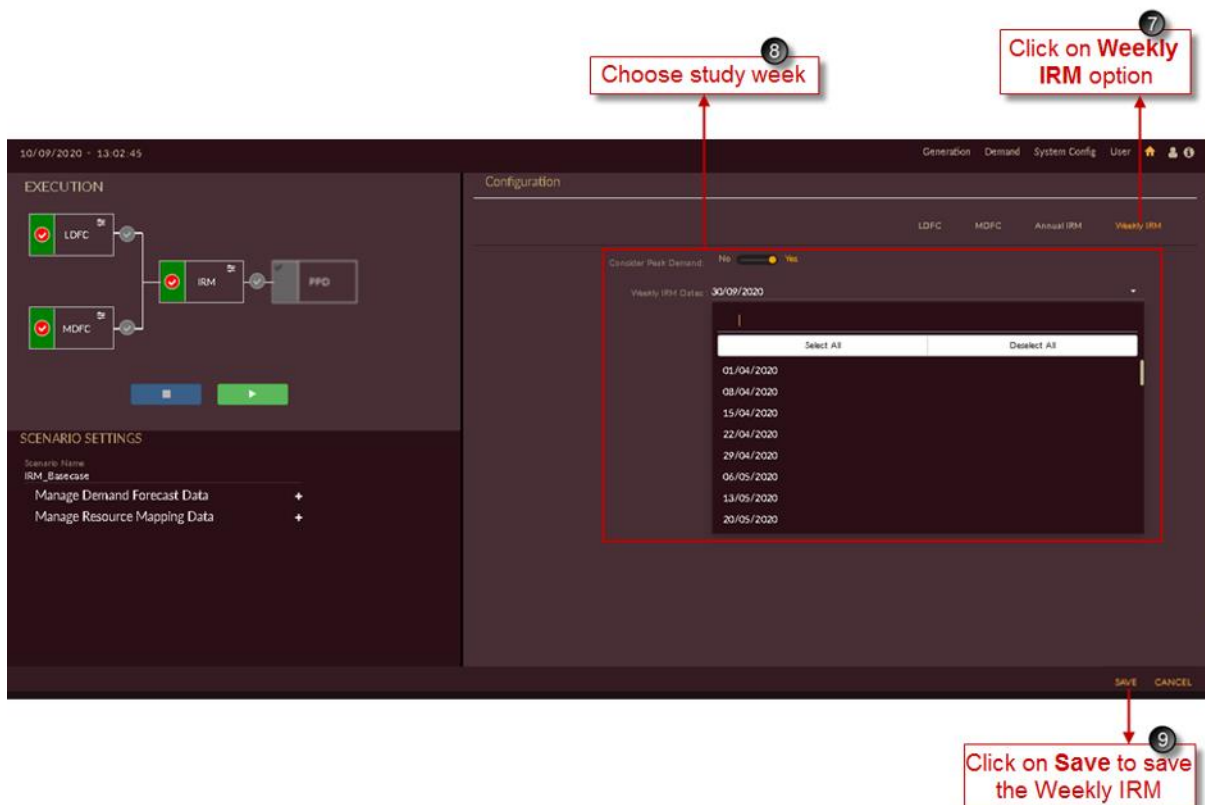 7
Click on Weekly
IRM option
8
Choose study week
10/09/2020 - 13:02:45
Generation Demand System Config User
EXECUTION
LDFC
IRM
PPD
MDFC
SCENARIO SETTINGS
Scenario Name
IRM_Basecase
Manage Demand Forecast Data +
Manage Resource Mapping Data +
Configuration
LDFC MDFC Annual IRM Weekly IRM
Consider Peak Demand: No Yes
Weekly IRM Dates: 30/09/2020
Select All Deselect All
01/04/2020
08/04/2020
15/04/2020
22/04/2020
29/04/2020
06/05/2020
13/05/2020
20/05/2020
SAVE CANCEL
9
Click on Save to save
the Weekly IRM